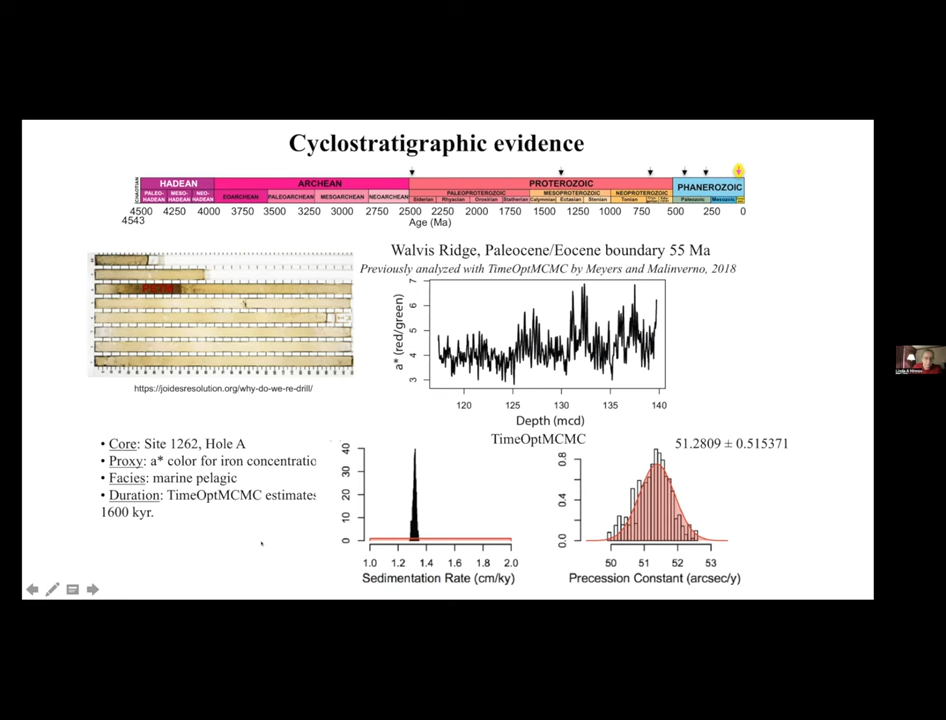 Cyclostratigraphic evidence
HADEAN ARCHEAN PROTEROZOIC PHANEROZOIC
PALEO-HADEAN MESO-HADEAN NEO-HADEAN EOARCHEAN PALEOARCHEAN MESOARCHEAN NEOARCHEAN PALEOPROTEROZOIC MESOPROTEROZOIC NEOPROTEROZOIC
Siderian Rhyacian Orosirian Statherian Calymnian Ectasian Stenian Tonian Paleozoic Mesozoic
4500 4250 4000 3750 3500 3250 3000 2750 2500 2250 2000 1750 1500 1250 1000 750 500 250 0
4543
Age (Ma)
Walvis Ridge, Paleocene/Eocene boundary 55 Ma
Previously analyzed with TimeOptMCMC by Meyers and Malinverno, 2018
PETM
https://joidesresolution.org/why-do-we-re-drill/
a* (red/green)
7
6
5
4
3
120 125 130 135 140
Depth (mcd)
TimeOptMCMC
51.2809 ± 0.515371
• Core: Site 1262, Hole A
• Proxy: a* color for iron concentratio
• Facies: marine pelagic
• Duration: TimeOptMCMC estimates
1600 kyr.
40
30
20
10
0
1.0 1.2 1.4 1.6 1.8 2.0
Sedimentation Rate (cm/ky)
0.8
0.4
0.0
50 51 52 53
Precession Constant (arcsec/y)